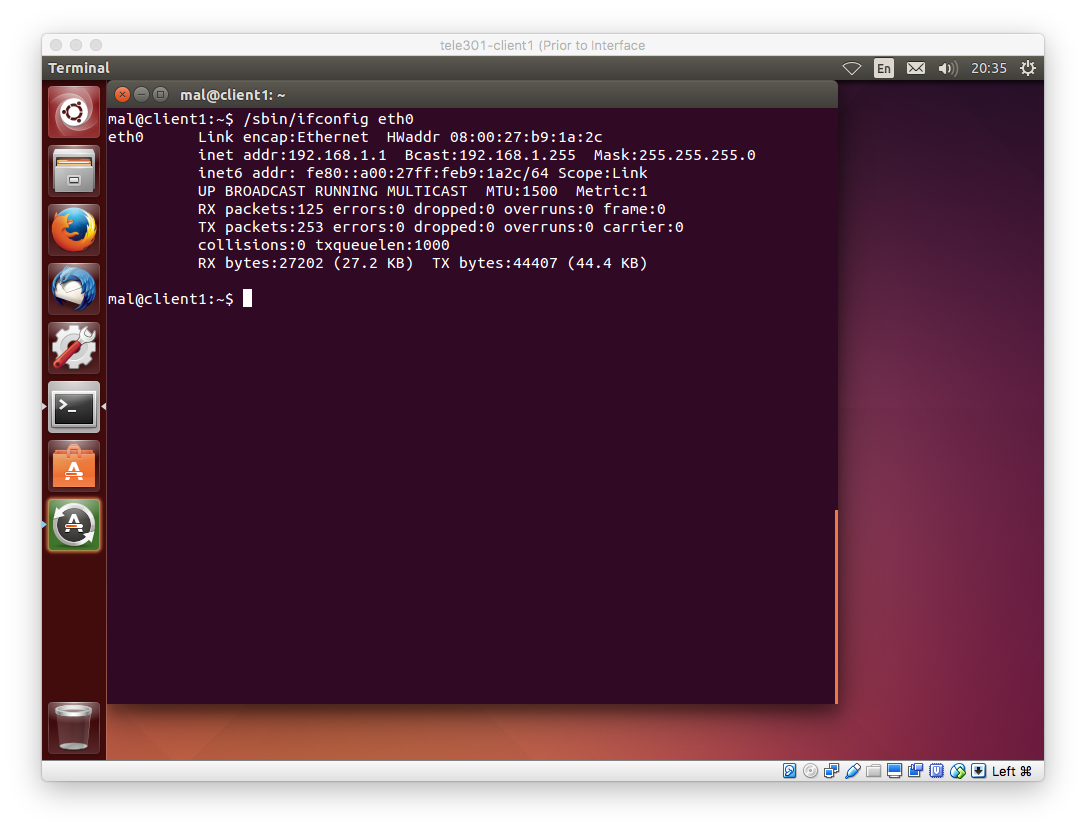 tele301-client1 (Prior to Interface
Terminal
En
20:35
mal@client1: ~
mal@client1:~$ /sbin/ifconfig eth0
eth0      Link encap:Ethernet  HWaddr 08:00:27:b9:1a:2c
          inet addr:192.168.1.1  Bcast:192.168.1.255  Mask:255.255.255.0
          inet6 addr: fe80::a00:27ff:feb9:1a2c/64 Scope:Link
          UP BROADCAST RUNNING MULTICAST  MTU:1500  Metric:1
          RX packets:125 errors:0 dropped:0 overruns:0 frame:0
          TX packets:253 errors:0 dropped:0 overruns:0 carrier:0
          collisions:0 txqueuelen:1000
          RX bytes:27202 (27.2 KB)  TX bytes:44407 (44.4 KB)
mal@client1:~$
Left ⌘